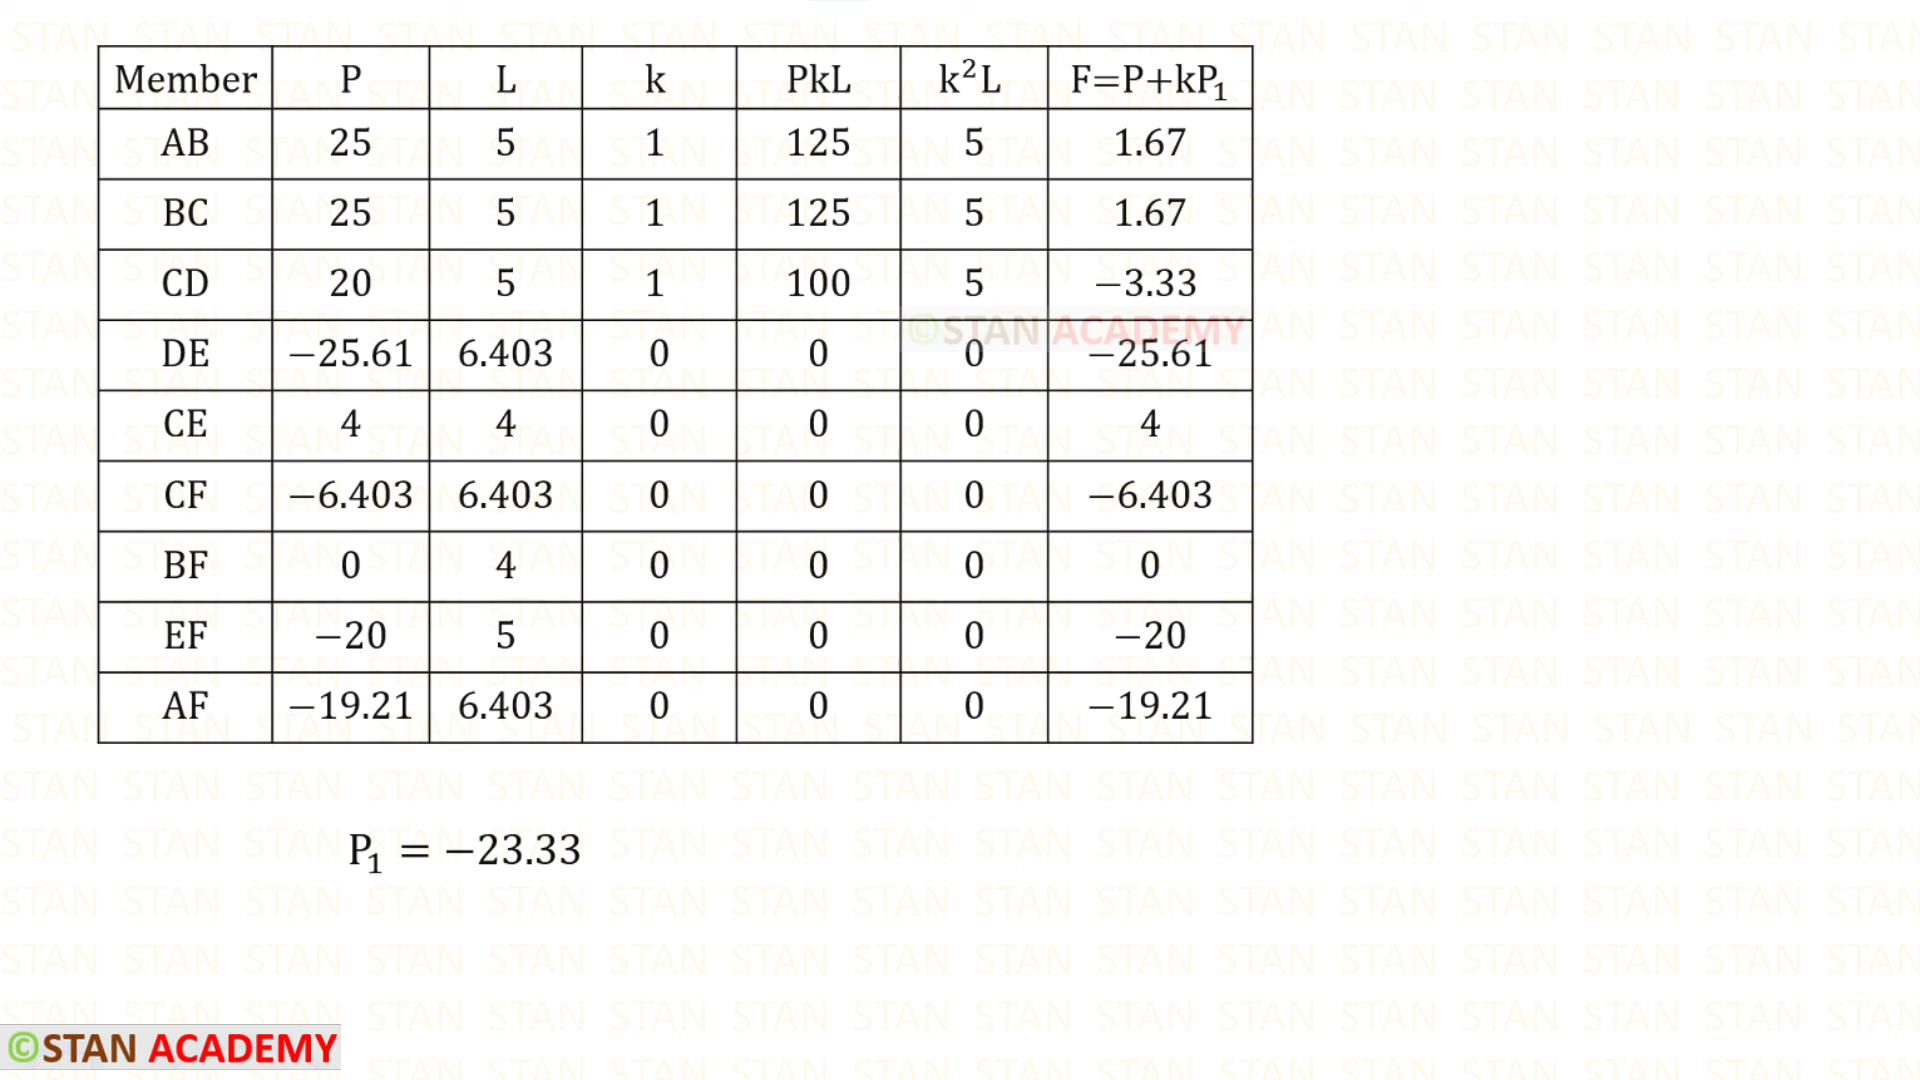 Member P L k PkL k²L F=P+kP₁
AB 25 5 1 125 5 1.67
BC 25 5 1 125 5 1.67
CD 20 5 1 100 5 −3.33
©STAN ACADEMY
DE −25.61 6.403 0 0 0 −25.61
CE 4 4 0 0 0 4
CF −6.403 6.403 0 0 0 −6.403
BF 0 4 0 0 0 0
EF −20 5 0 0 0 −20
AF −19.21 6.403 0 0 0 −19.21
P₁ = −23.33
©STAN ACADEMY